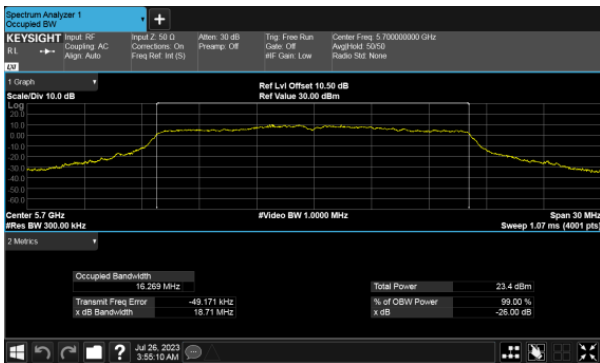 Spectrum Analyzer 1
Occupied BW
+
KEYSIGHT Input: RF Input Z: 50 Ω Atten: 30 dB Trig: Free Run Center Freq: 5.700000000 GHz
RL Coupling: AC Corrections: On Preamp: Off Gate: Off Avg|Hold: 50/50
Align: Auto Freq Ref: Int (S) #IF Gain: Low Radio Std: None
LXI
1 Graph
Ref Lvl Offset 10.50 dB
Scale/Div 10.0 dB Ref Value 30.00 dBm
Log
20.0
10.0
0.00
-10.0
-20.0
-30.0
-40.0
-50.0
-60.0
Center 5.7 GHz #Video BW 1.0000 MHz Span 30 MHz
#Res BW 300.00 kHz Sweep 1.07 ms (4001 pts)
2 Metrics
Occupied Bandwidth
16.269 MHz Total Power 23.4 dBm
Transmit Freq Error -49.171 kHz % of OBW Power 99.00 %
x dB Bandwidth 18.71 MHz x dB -26.00 dB
?
Jul 26, 2023
3:55:10 AM